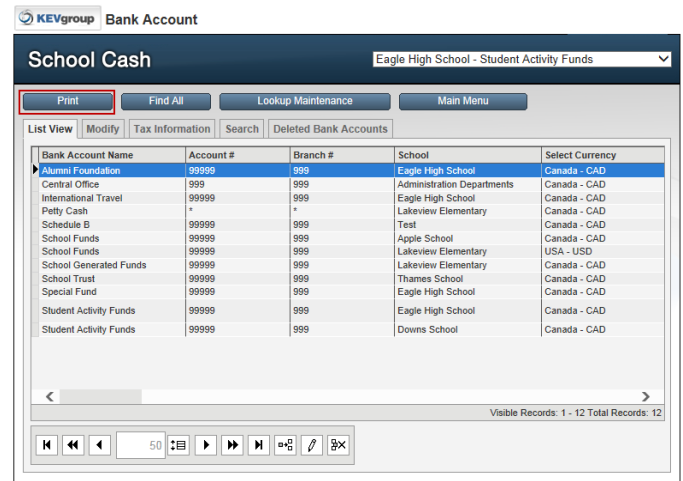 KEVgroup Bank Account
School Cash Eagle High School - Student Activity Funds
Print Find All Lookup Maintenance Main Menu
List View Modify Tax Information Search Deleted Bank Accounts
Bank Account Name Account # Branch # School Select Currency
Alumni Foundation 99999 999 Eagle High School Canada - CAD
Central Office 999 999 Administration Departments Canada - CAD
International Travel 99999 999 Eagle High School Canada - CAD
Petty Cash * * Lakeview Elementary Canada - CAD
Schedule B 99999 999 Test Canada - CAD
School Funds 99999 999 Apple School Canada - CAD
School Funds 99999 999 Lakeview Elementary USA - USD
School Generated Funds 99999 999 Lakeview Elementary Canada - CAD
School Trust 99999 999 Thames School Canada - CAD
Special Fund 99999 999 Eagle High School Canada - CAD
Student Activity Funds 99999 999 Eagle High School Canada - CAD
Student Activity Funds 99999 999 Downs School Canada - CAD
Visible Records: 1 - 12 Total Records: 12
50